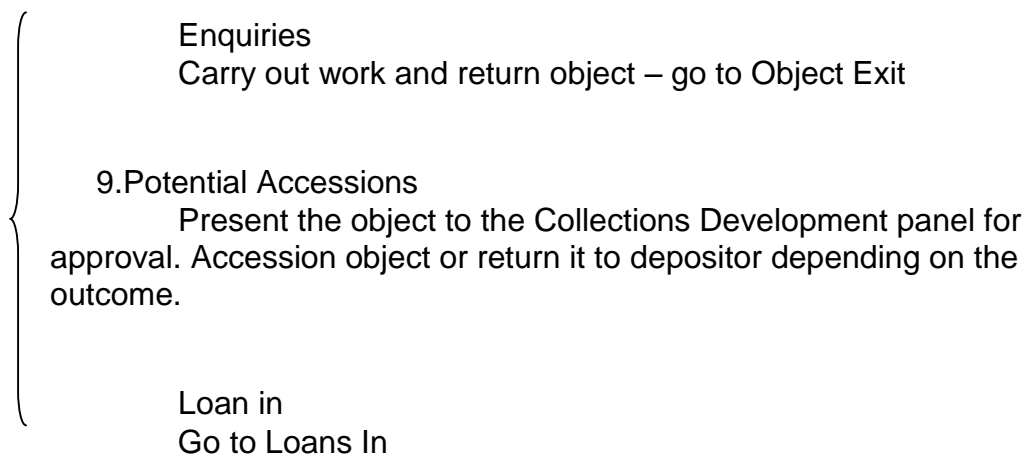 Enquiries
Carry out work and return object – go to Object Exit
9.Potential Accessions
Present the object to the Collections Development panel for
approval. Accession object or return it to depositor depending on the
outcome.
Loan in
Go to Loans In